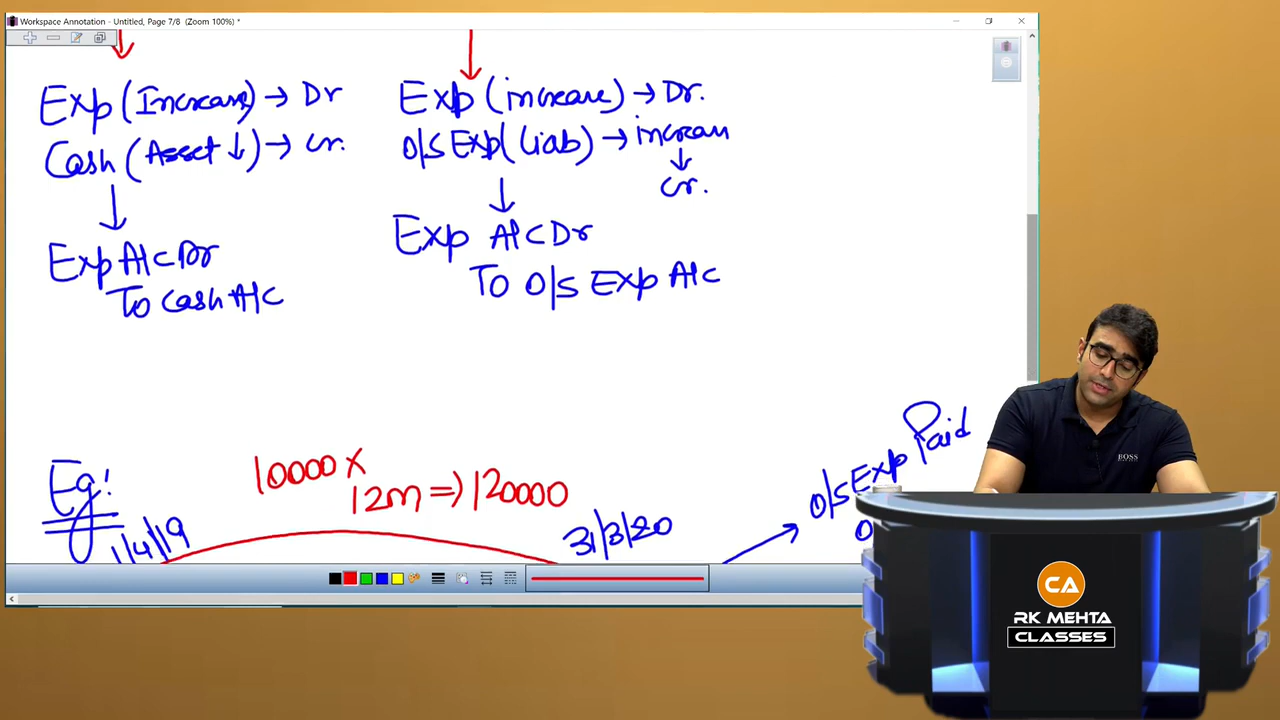 Workspace Annotation - Untitled, Page 7/8 (Zoom 100%) *
Exp (Increase) → Dr
Cash (Asset ↓) → Cr.
Exp A/C Dr
To Cash A/C
Exp (increase) → Dr.
O/S Exp (Liab) → increase
cr.
Exp A/C Dr
To O/S Exp A/C
Eg:
10000 x
12m => 120000
1/4/19
31/3/20
O/S Exp Paid
BOSS
CA
RK MEHTA
CLASSES